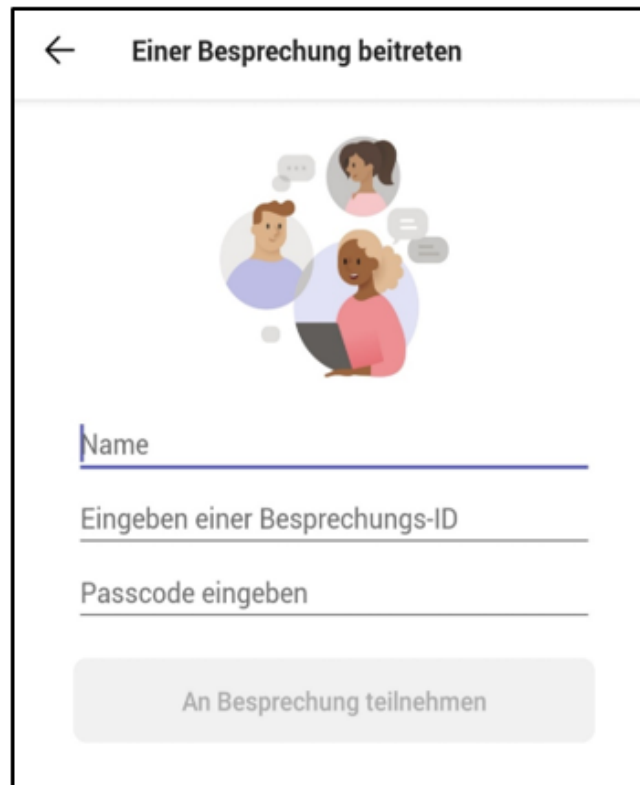 Einer Besprechung beitreten
Name
Eingeben einer Besprechungs-ID
Passcode eingeben
An Besprechung teilnehmen